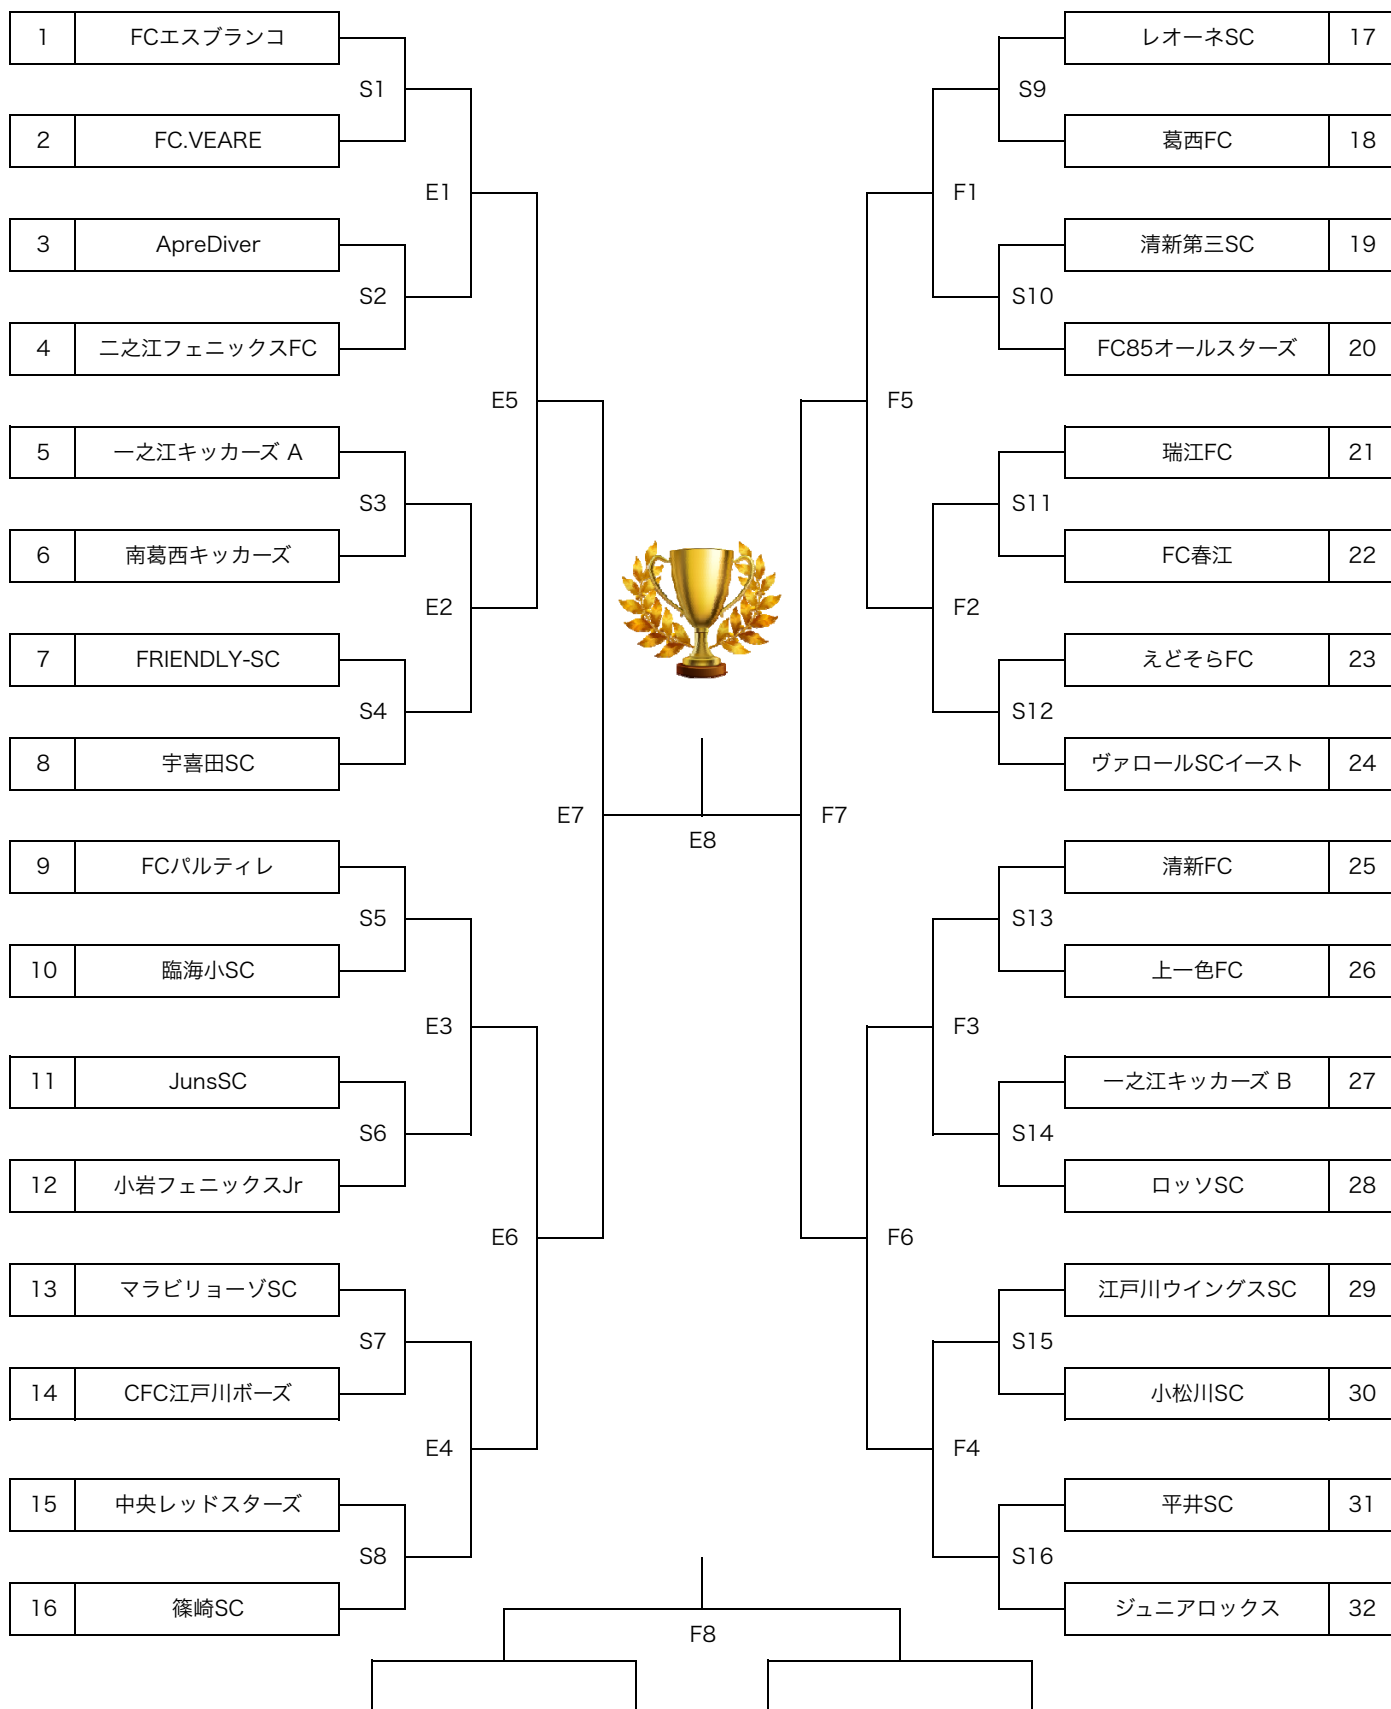 1 FCエスブランコ
S1
2 FC.VEARE
E1
3 ApreDiver
S2
4 二之江フェニックスFC
E5
5 一之江キッカーズ A
S3
6 南葛西キッカーズ
E2
7 FRIENDLY-SC
S4
8 宇喜田SC
E7
9 FCパルティレ
S5
10 臨海小SC
E3
11 JunsSC
S6
12 小岩フェニックスJr
E6
13 マラビリョーゾSC
S7
14 CFC江戸川ボーズ
E4
15 中央レッドスターズ
S8
16 篠崎SC
E8
F8
レオーネSC 17
S9
葛西FC 18
F1
清新第三SC 19
S10
FC85オールスターズ 20
F5
瑞江FC 21
S11
FC春江 22
F2
えどそらFC 23
S12
ヴァロールSCイースト 24
F7
清新FC 25
S13
上一色FC 26
F3
一之江キッカーズ B 27
S14
ロッソSC 28
F6
江戸川ウイングスSC 29
S15
小松川SC 30
F4
平井SC 31
S16
ジュニアロックス 32